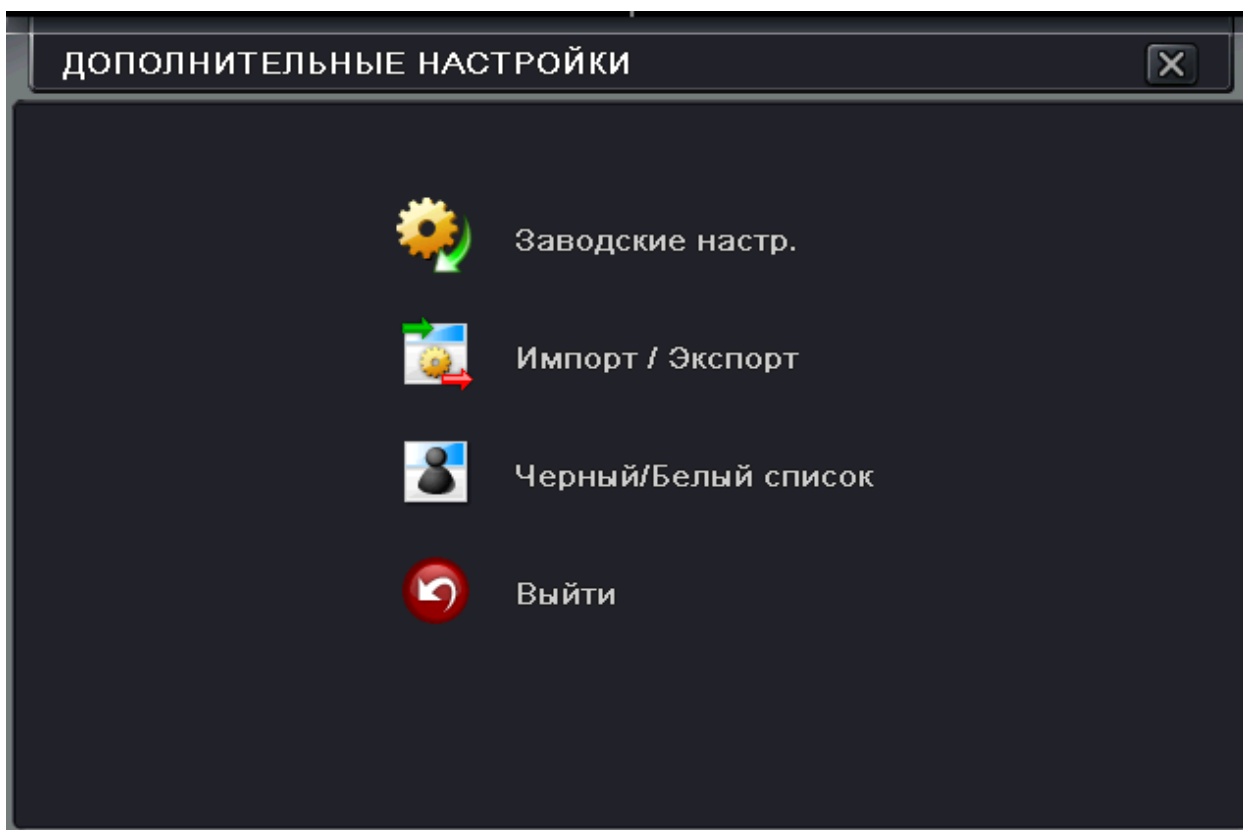 ДОПОЛНИТЕЛЬНЫЕ НАСТРОЙКИ
Заводские настр.
Импорт / Экспорт
Черный/Белый список
Выйти